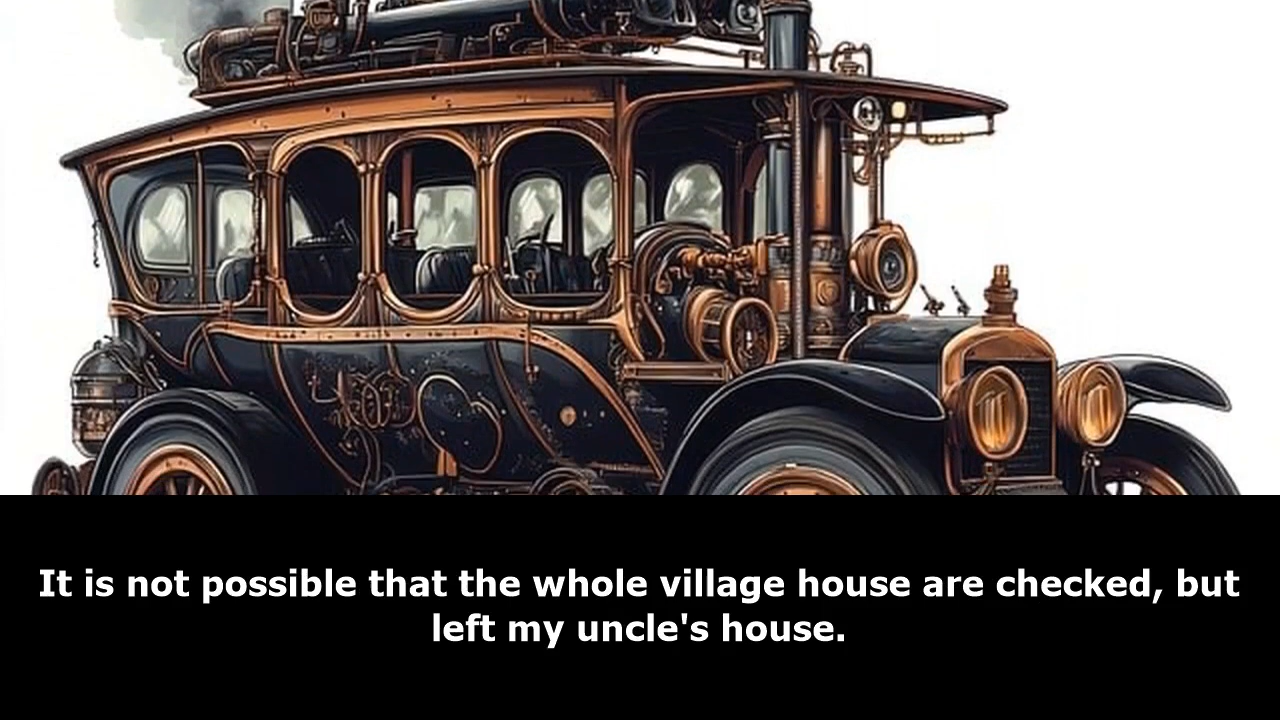 It is not possible that the whole village house are checked, but
left my uncle's house.